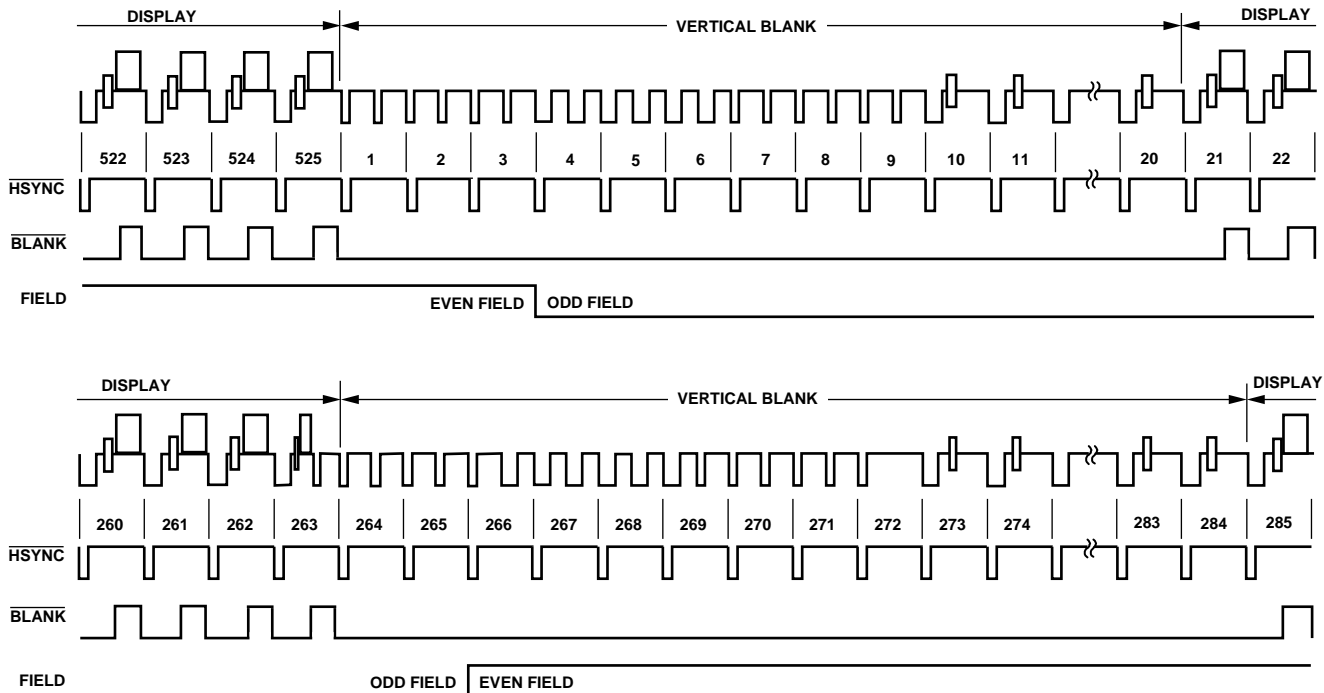 DISPLAY VERTICAL BLANK DISPLAY
522 523 524 525 1 2 3 4 5 6 7 8 9 10 11 20 21 22
HSYNC
BLANK
FIELD EVEN FIELD ODD FIELD
DISPLAY VERTICAL BLANK DISPLAY
260 261 262 263 264 265 266 267 268 269 270 271 272 273 274 283 284 285
HSYNC
BLANK
FIELD ODD FIELD EVEN FIELD